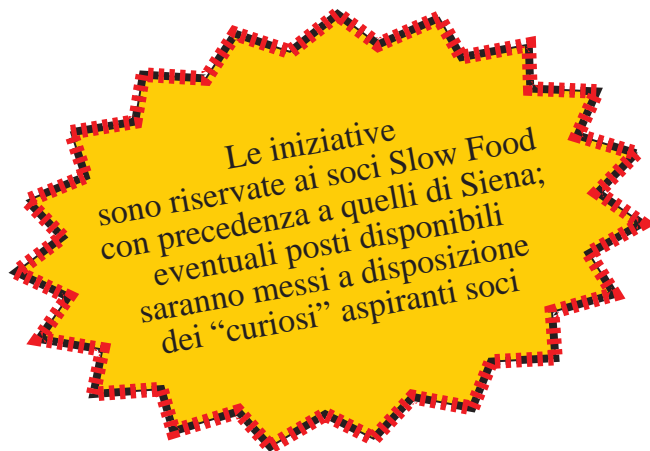 Le iniziative
sono riservate ai soci Slow Food
con precedenza a quelli di Siena;
eventuali posti disponibili
saranno messi a disposizione
dei “curiosi” aspiranti soci